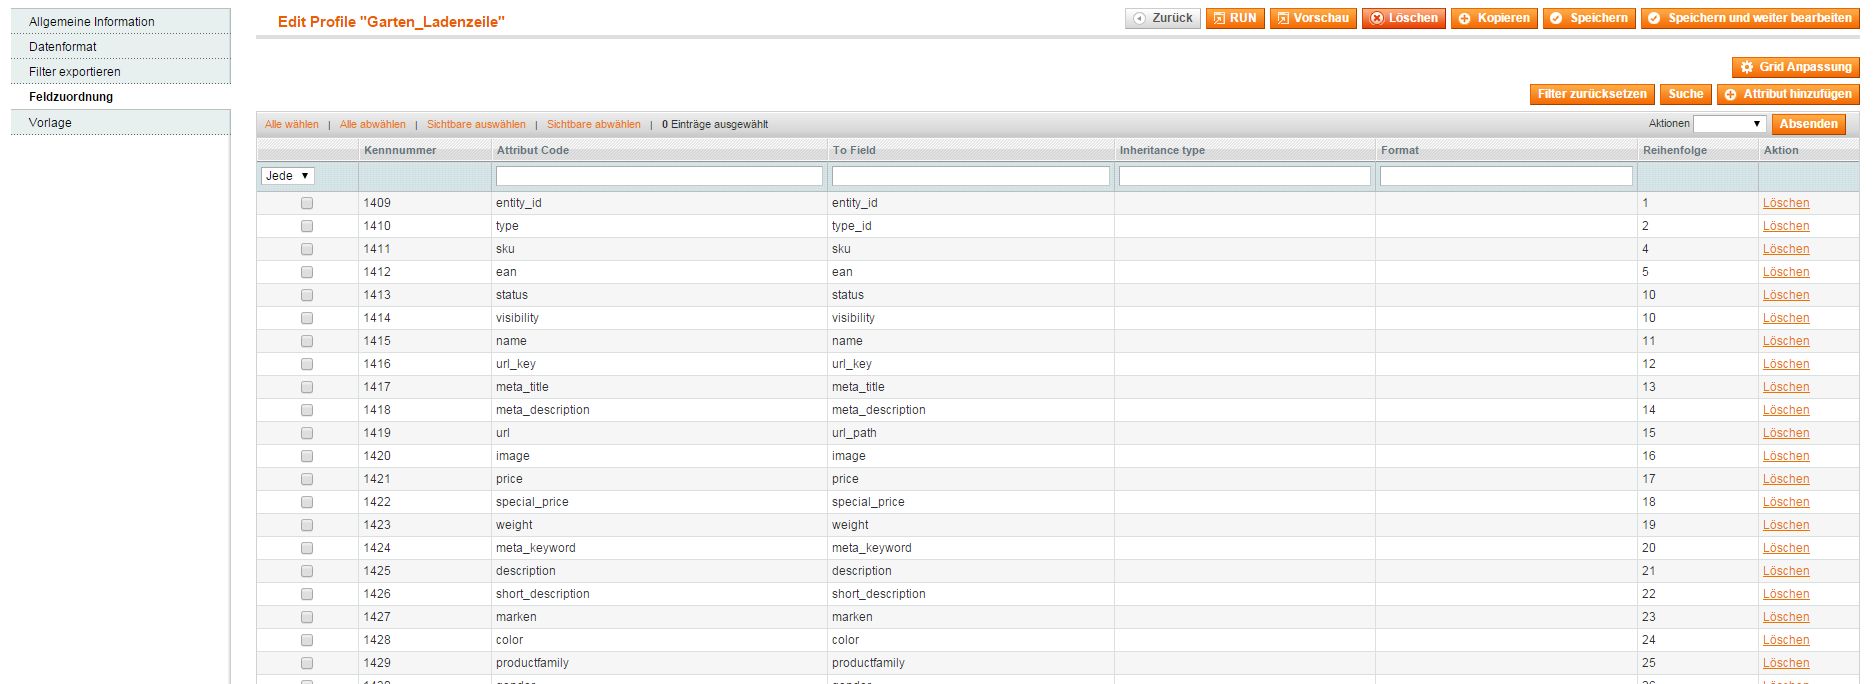 Allgemeine Information
Datenformat
Filter exportieren
Feldzuordnung
Vorlage
Edit Profile "Garten_Ladenzeile"
Zurück RUN Vorschau Löschen Kopieren Speichern Speichern und weiter bearbeiten
Grid Anpassung
Filter zurücksetzen Suche Attribut hinzufügen
Alle wählen | Alle abwählen | Sichtbare auswählen | Sichtbare abwählen | 0 Einträge ausgewählt Aktionen Absenden
Kennnummer Attribut Code To Field Inheritance type Format Reihenfolge Aktion
Jede
1409 entity_id entity_id 1 Löschen
1410 type type_id 2 Löschen
1411 sku sku 4 Löschen
1412 ean ean 5 Löschen
1413 status status 10 Löschen
1414 visibility visibility 10 Löschen
1415 name name 11 Löschen
1416 url_key url_key 12 Löschen
1417 meta_title meta_title 13 Löschen
1418 meta_description meta_description 14 Löschen
1419 url url_path 15 Löschen
1420 image image 16 Löschen
1421 price price 17 Löschen
1422 special_price special_price 18 Löschen
1423 weight weight 19 Löschen
1424 meta_keyword meta_keyword 20 Löschen
1425 description description 21 Löschen
1426 short_description short_description 22 Löschen
1427 marken marken 23 Löschen
1428 color color 24 Löschen
1429 productfamily productfamily 25 Löschen